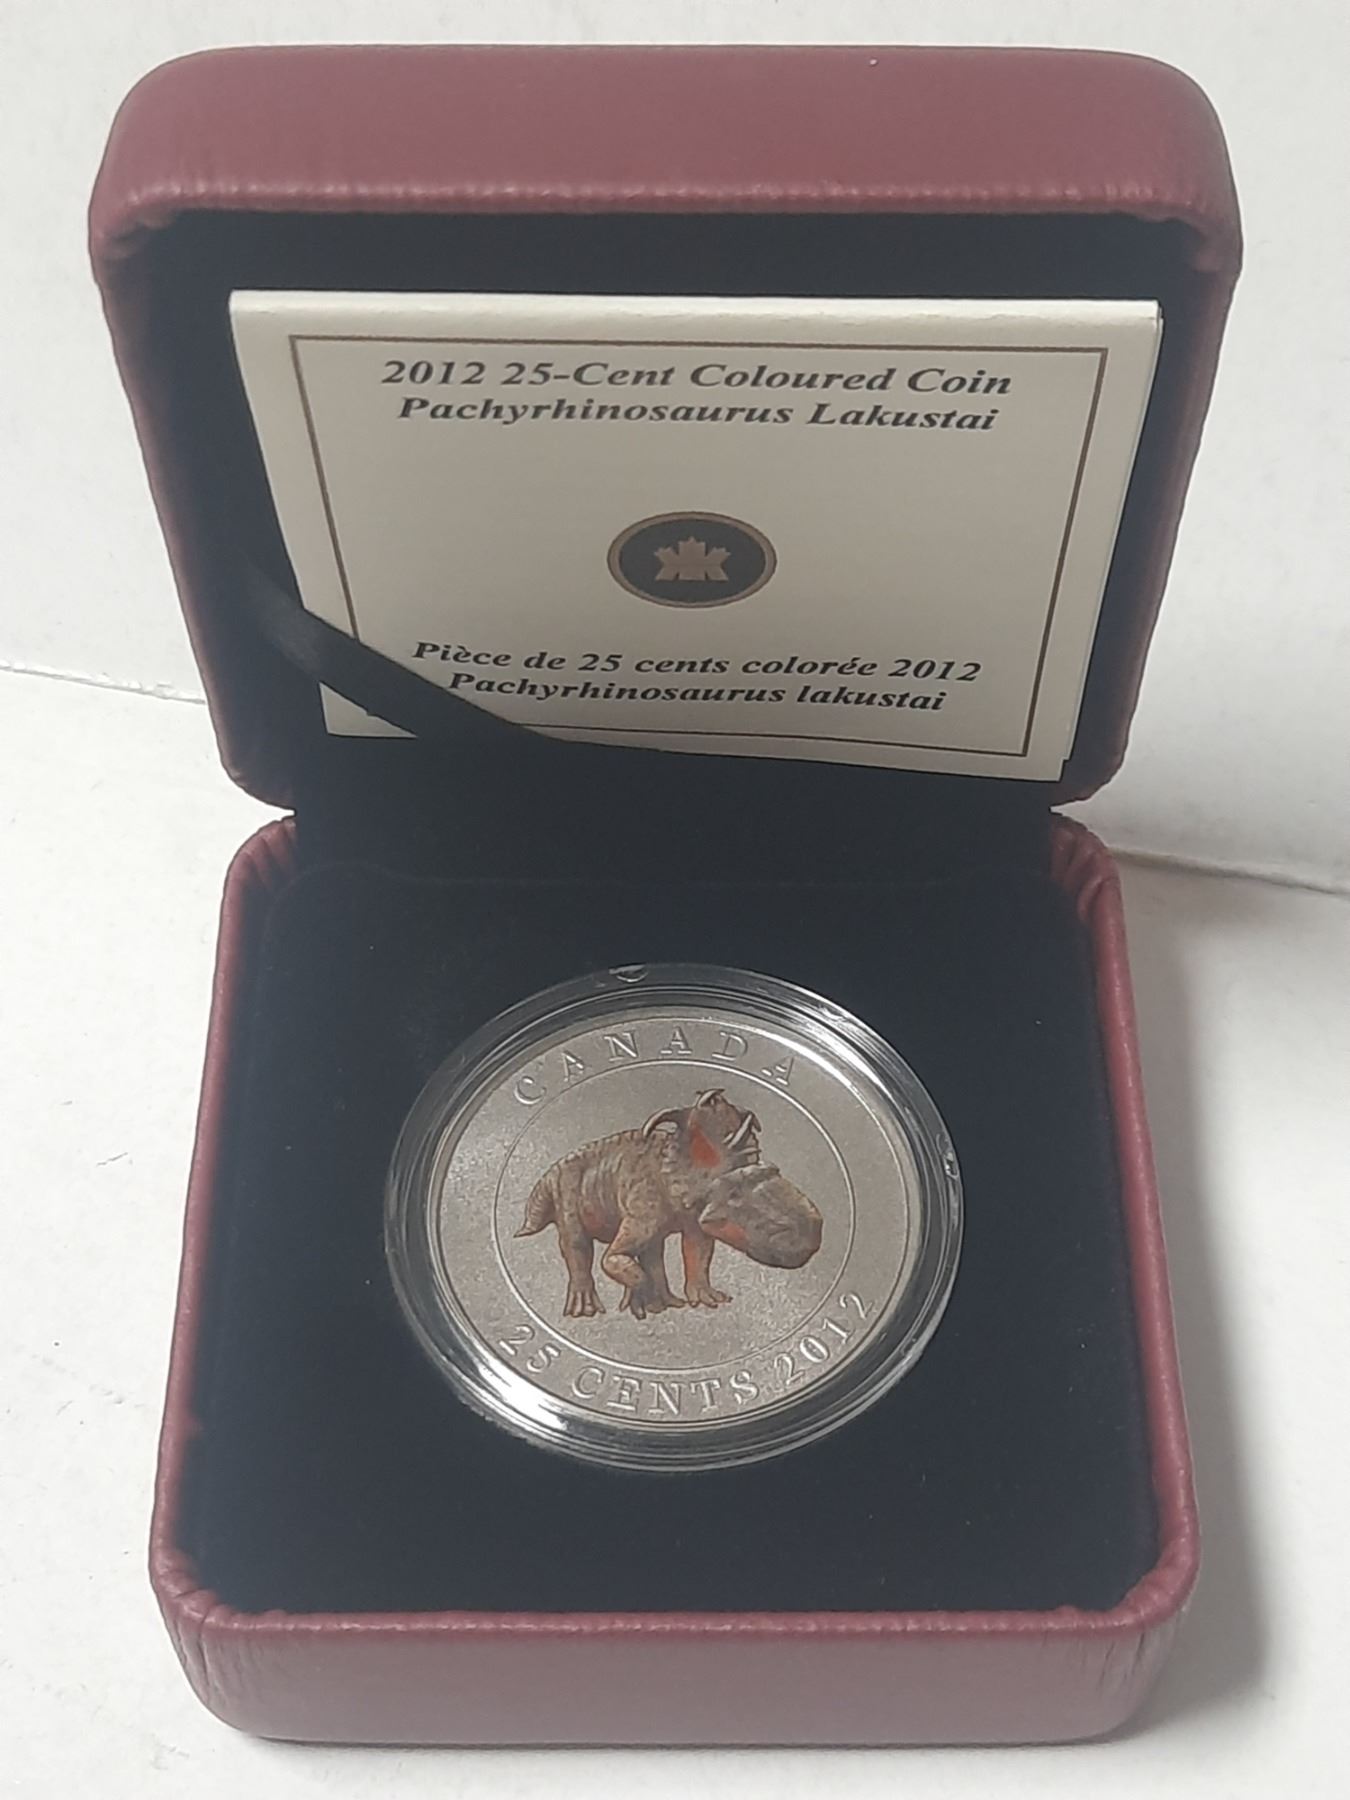 2012 25-Cent Coloured Coin
Pachyrhinosaurus Lakustai
Pièce de 25 cents colorée 2012
Pachyrhinosaurus lakustai
CANADA
25 CENTS 2012